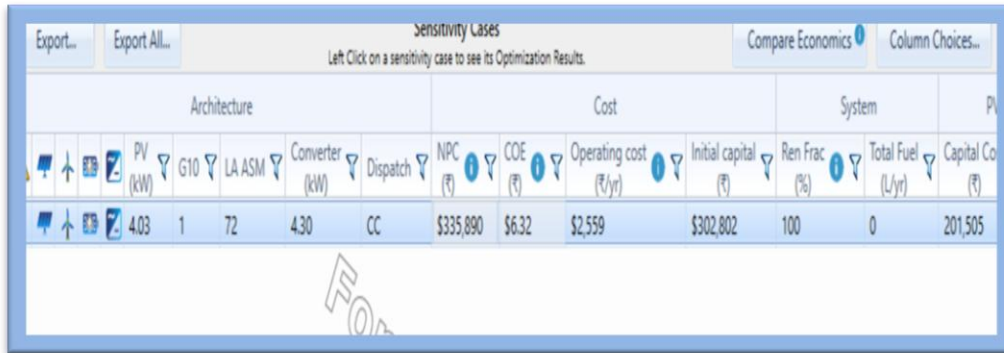 Export... Export All... Sensitivity Cases Compare Economics Column Choices...
Left Click on a sensitivity case to see its Optimization Results.
Architecture Cost System
PV (kW) G10 LA ASM Converter (kW) Dispatch NPC (₹) COE (₹) Operating cost (₹/yr) Initial capital (₹) Ren Frac (%) Total Fuel (L/yr) Capital (₹)
4.03 1 72 4.30 CC $335,890 $6.32 $2,559 $302,802 100 0 201,505